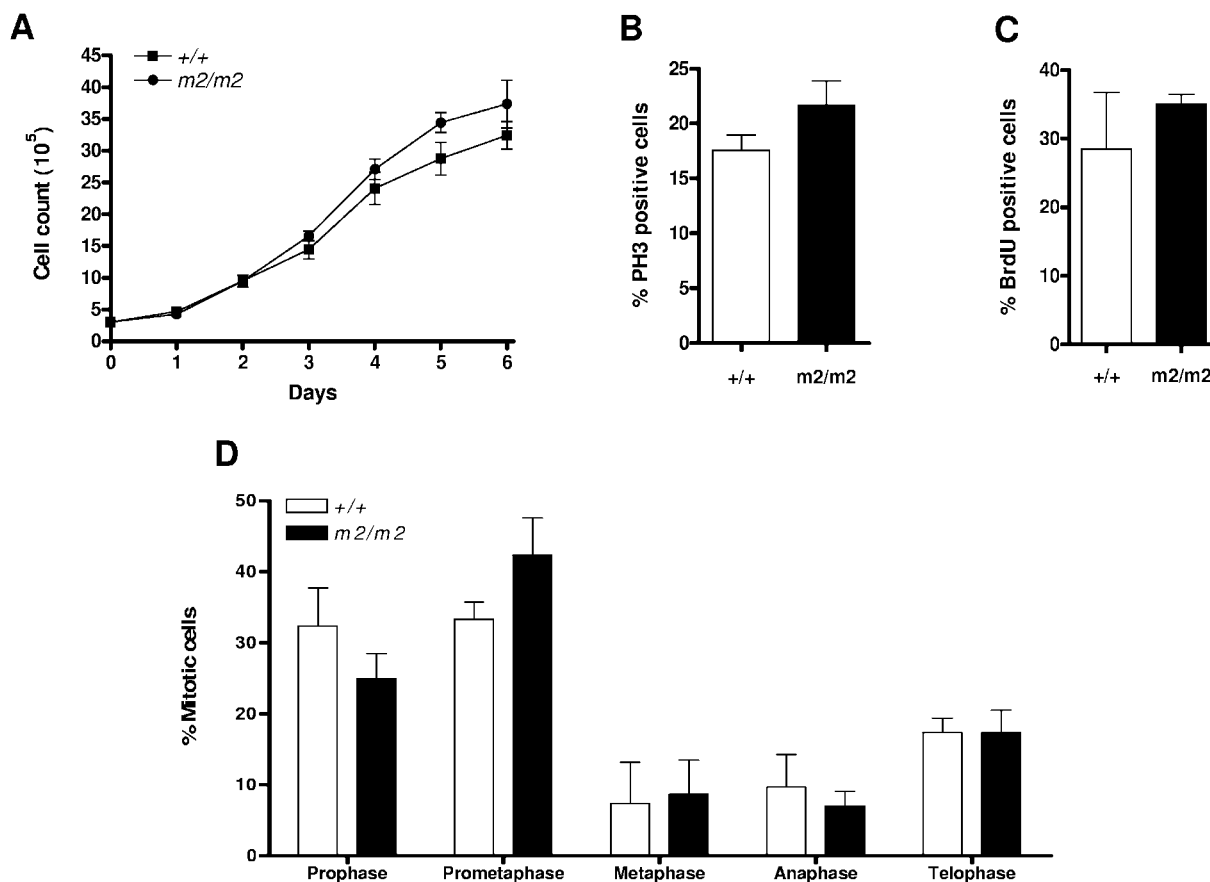 A
+/+
m2/m2
Cell count (10^5)
45
40
35
30
25
20
15
10
5
0
0 1 2 3 4 5 6
Days
B
% PH3 positive cells
25
20
15
10
5
0
+/+ m2/m2
C
% BrdU positive cells
40
30
20
10
0
+/+ m2/m2
D
+/+
m2/m2
% Mitotic cells
50
40
30
20
10
0
Prophase Prometaphase Metaphase Anaphase Telophase